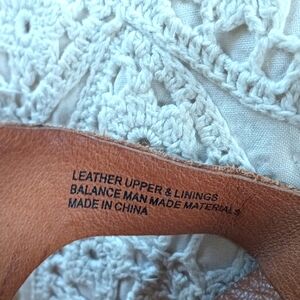 LEATHER UPPER & LININGS
BALANCE MAN MADE MATERIALS
MADE IN CHINA